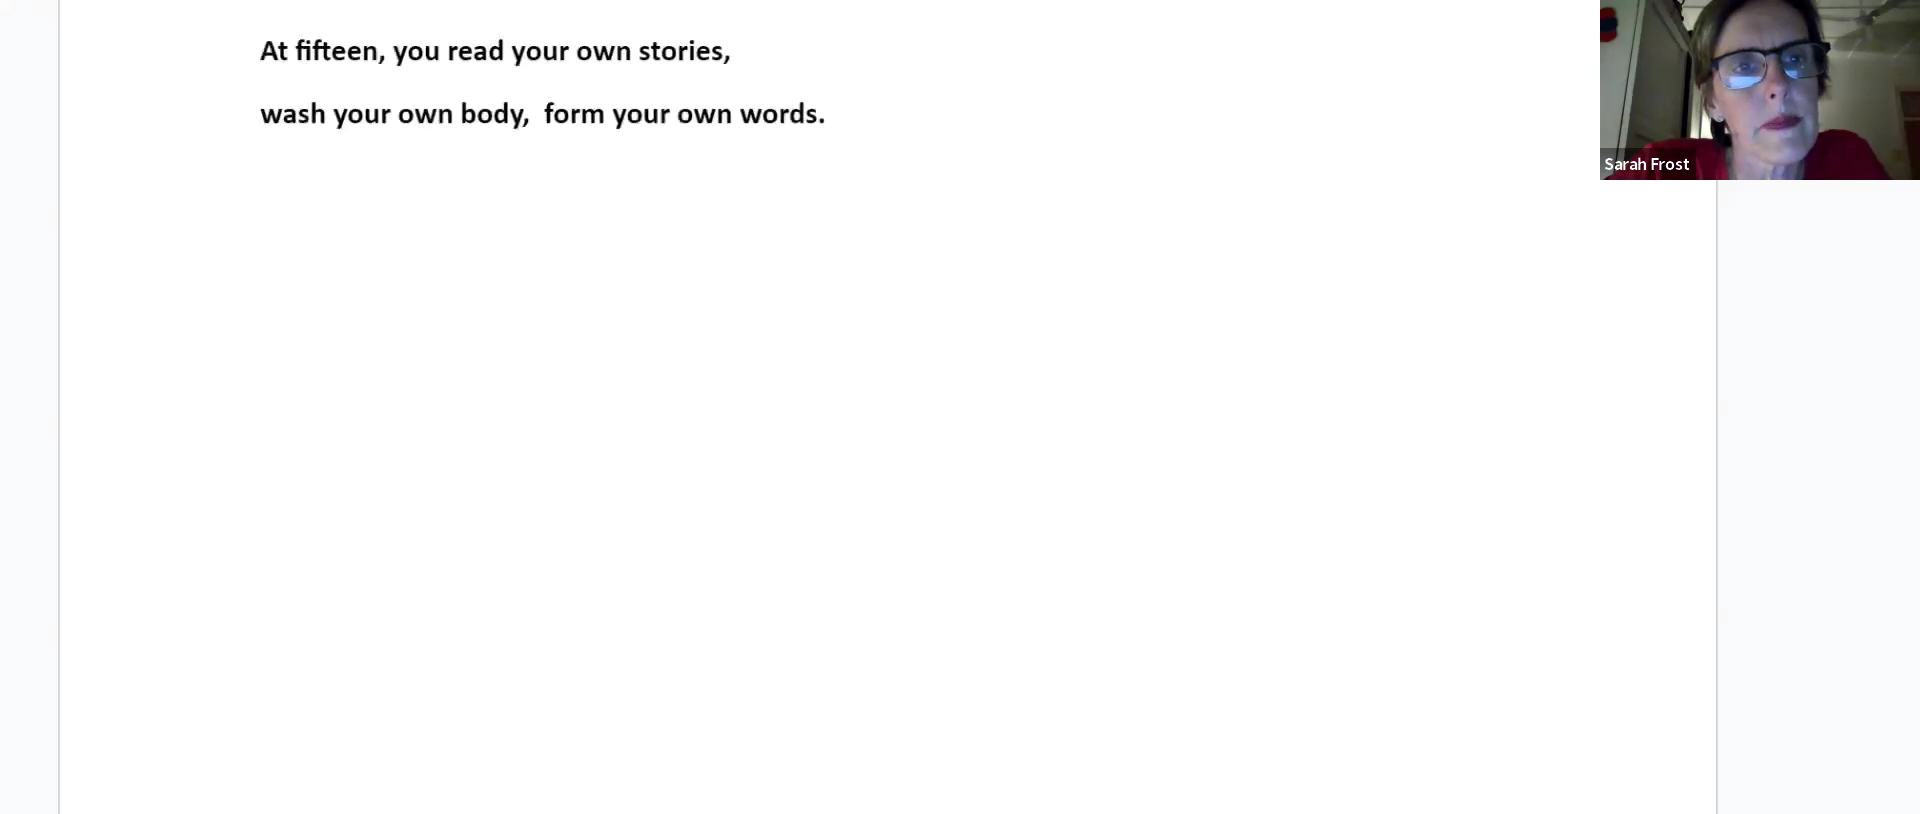 At fifteen, you read your own stories,
wash your own body,  form your own words.
Sarah Frost